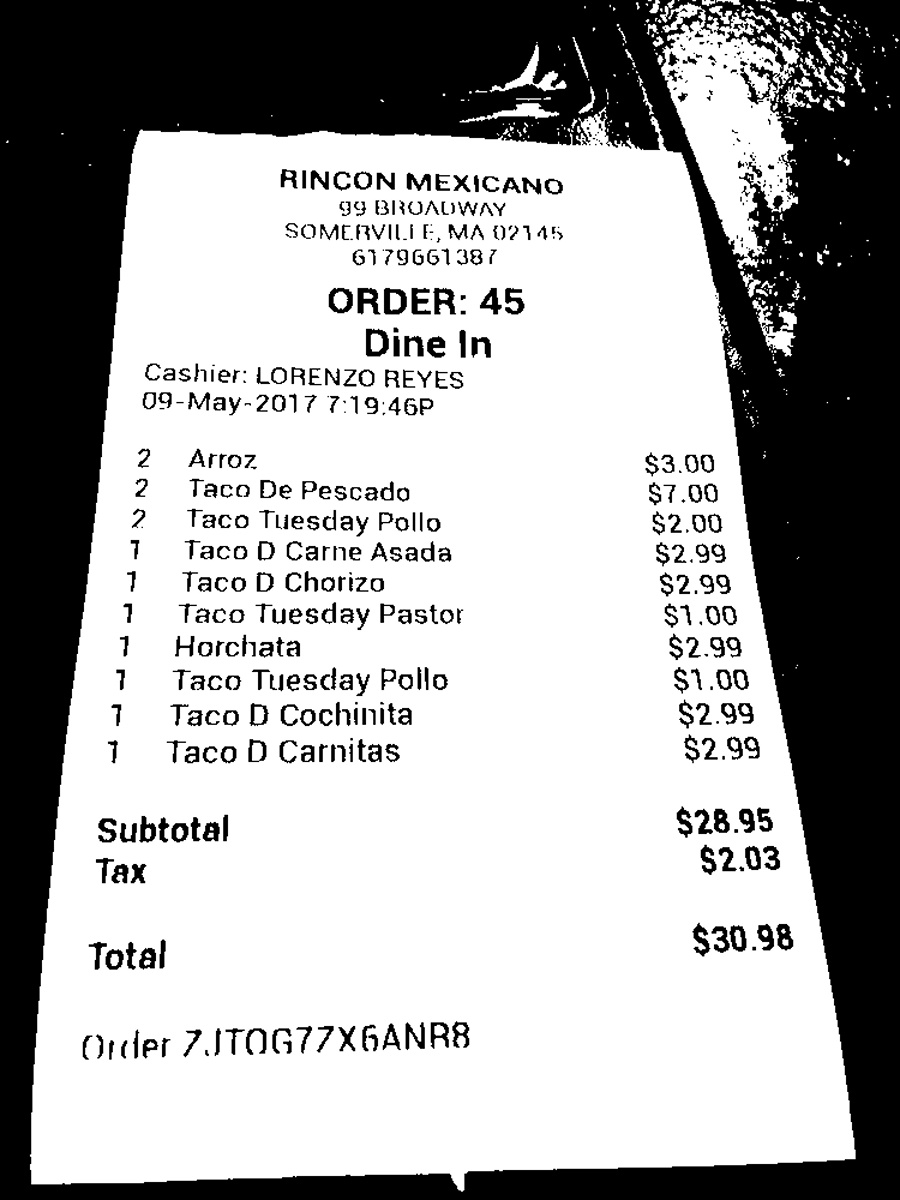 RINCON MEXICANO
99 BROADWAY
SOMERVILLE, MA 02145
6179661387
ORDER: 45
Dine In
Cashier: LORENZO REYES
09-May-2017 7:19:46P
2 Arroz $3.00
2 Taco De Pescado $7.00
2 Taco Tuesday Pollo $2.00
1 Taco D Carne Asada $2.99
1 Taco D Chorizo $2.99
1 Taco Tuesday Pastor $1.00
1 Horchata $2.99
1 Taco Tuesday Pollo $1.00
1 Taco D Cochinita $2.99
1 Taco D Carnitas $2.99
Subtotal $28.95
Tax $2.03
Total $30.98
Order 7JTQG77X6ANR8